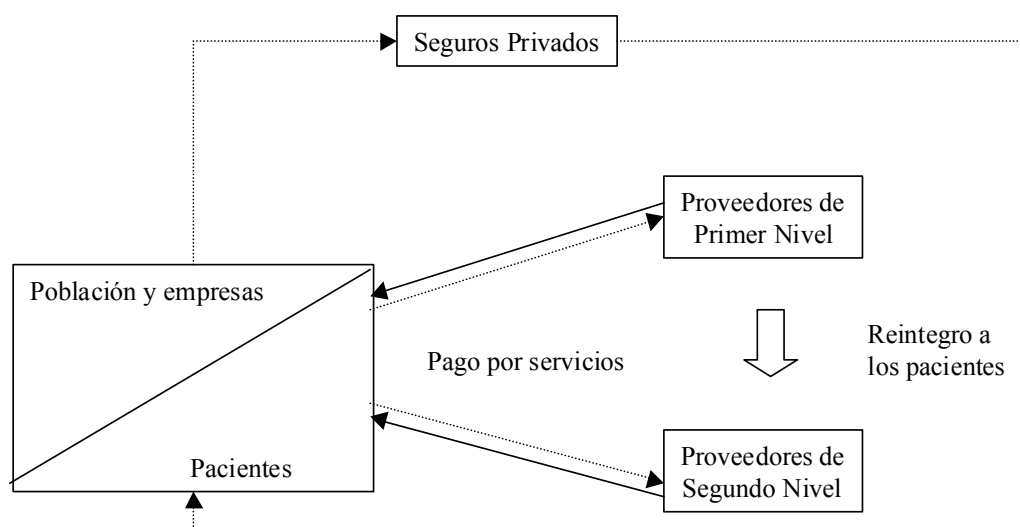 Seguros Privados
Proveedores de
Primer Nivel
Población y empresas
Reintegro a
los pacientes
Pago por servicios
Pacientes
Proveedores de
Segundo Nivel